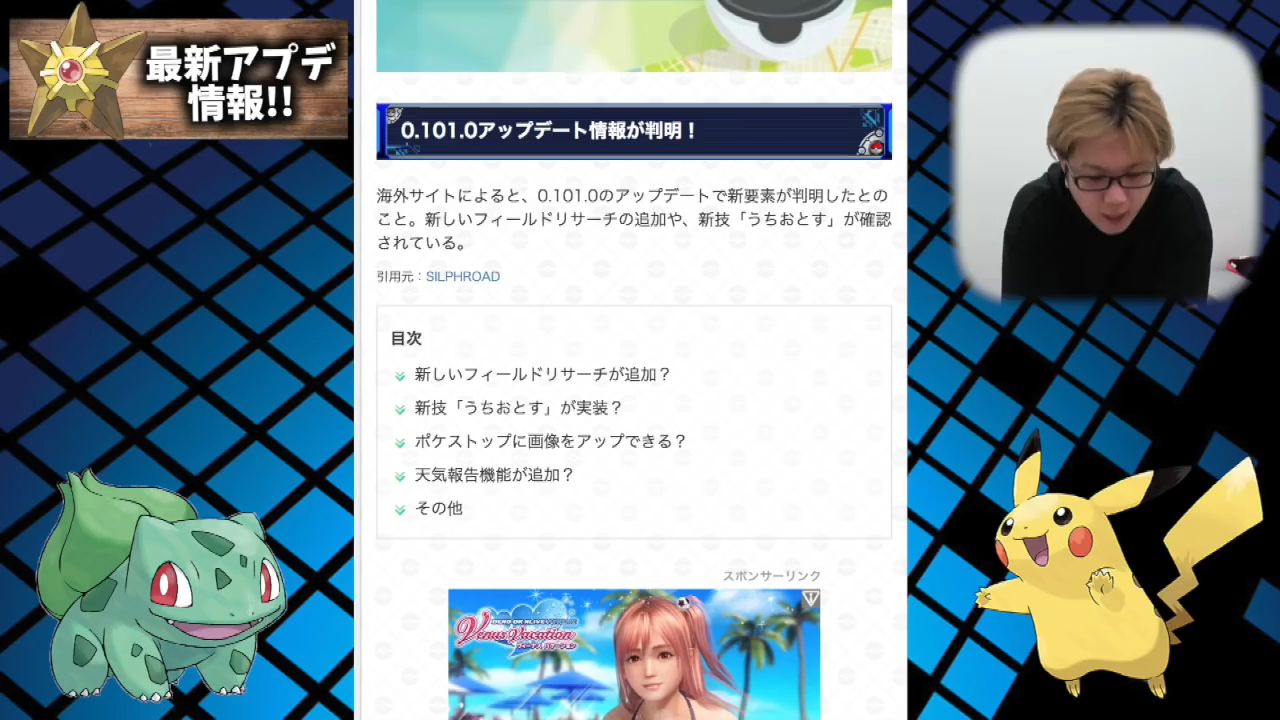 最新アプデ
情報!!
0.101.0アップデート情報が判明！
海外サイトによると、0.101.0のアップデートで新要素が判明したとの
こと。新しいフィールドリサーチの追加や、新技「うちおとす」が確認
されている。
引用元：SILPHROAD
目次
新しいフィールドリサーチが追加？
新技「うちおとす」が実装？
ポケストップに画像をアップできる？
天気報告機能が追加？
その他
スポンサーリンク
DEAD OR ALIVE
Venus Vacation